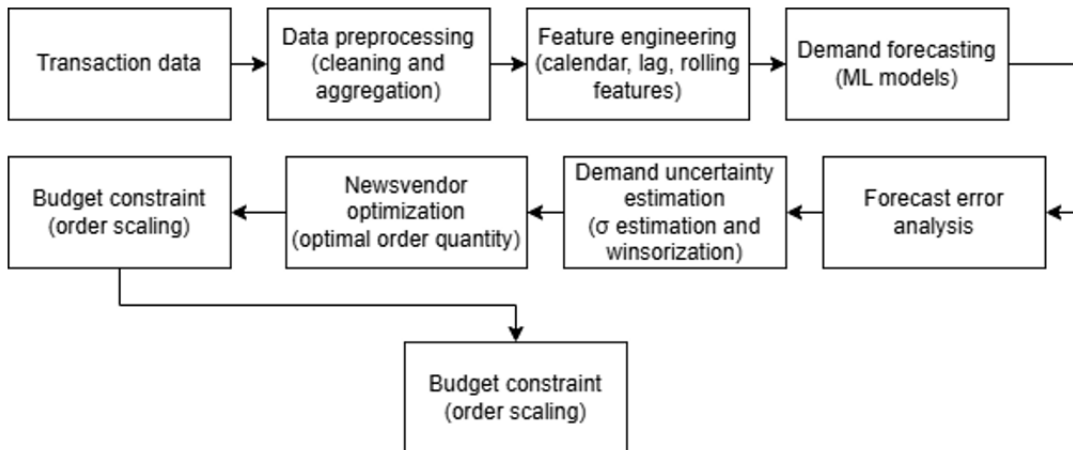 Transaction data
Data preprocessing
(cleaning and
aggregation)
Feature engineering
(calendar, lag, rolling
features)
Demand forecasting
(ML models)
Forecast error
analysis
Demand uncertainty
estimation
(σ estimation and
winsorization)
Newsvendor
optimization
(optimal order quantity)
Budget constraint
(order scaling)
Budget constraint
(order scaling)